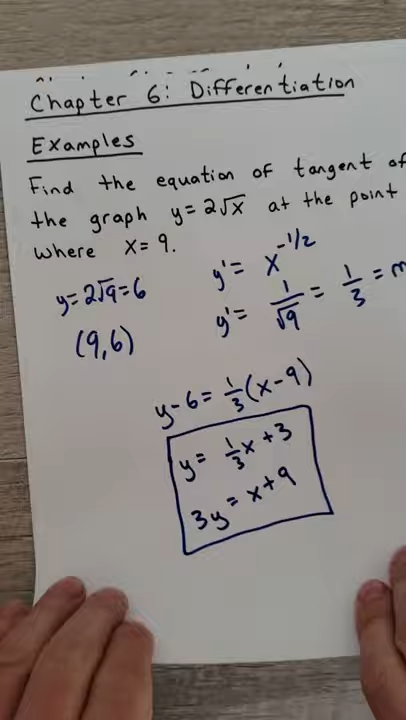 Chapter 6: Differentiation
Examples
Find the equation of tangent of
the graph y = 2√x at the point
where x = 9.
y = 2√9 = 6
(9,6)
y' = x^(-1/2)
y' = 1/√9 = 1/3 = m
y - 6 = 1/3(x - 9)
y = 1/3x + 3
3y = x + 9